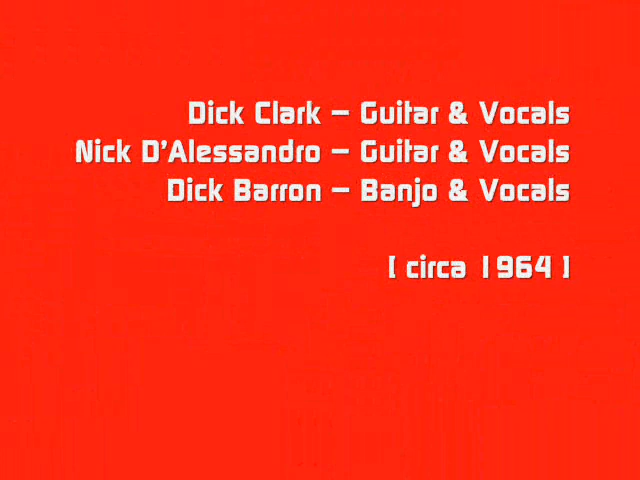 Dick Clark – Guitar & Vocals
Nick D'Alessandro – Guitar & Vocals
Dick Barron – Banjo & Vocals
[ circa 1964 ]